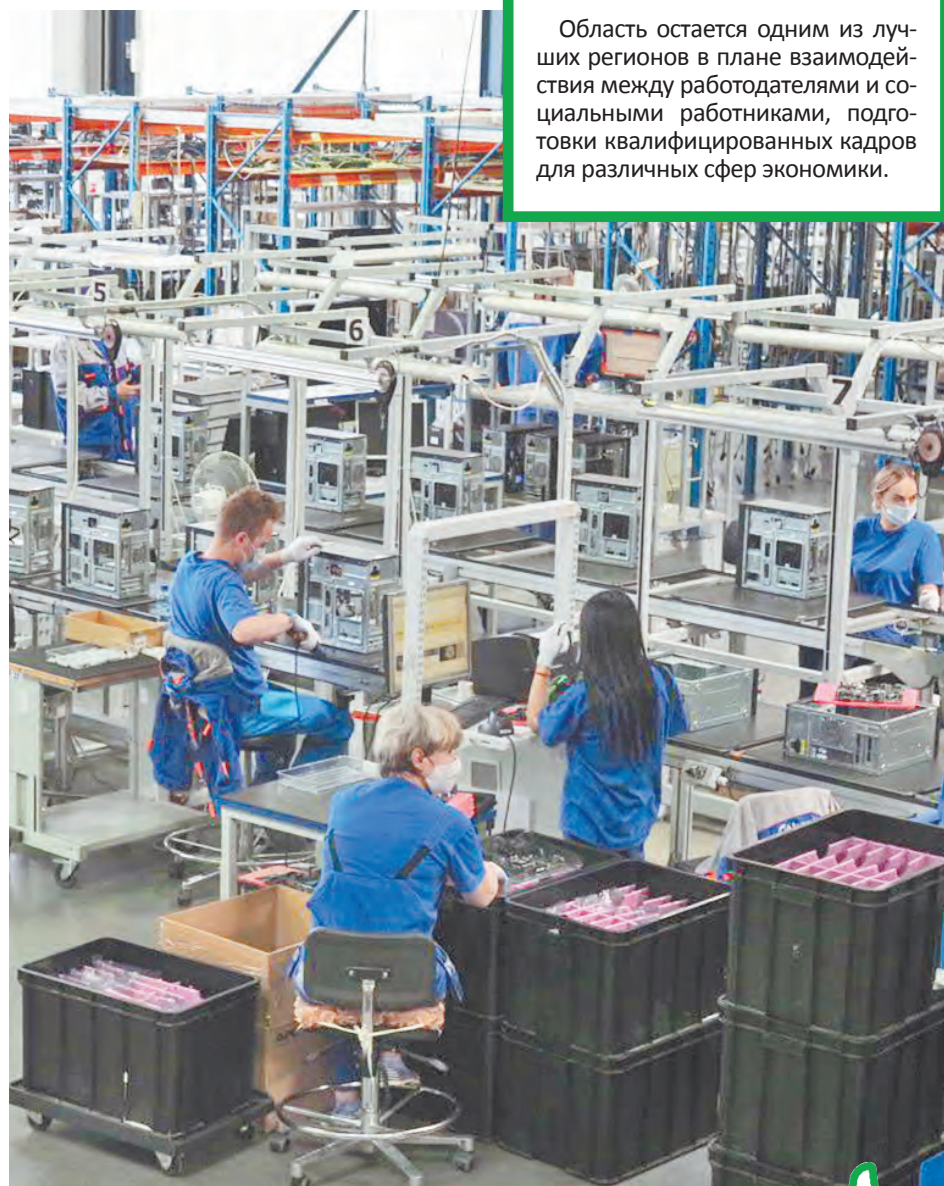 Область остается одним из луч-
ших регионов в плане взаимодей-
ствия между работодателями и со-
циальными работниками, подго-
товки квалифицированных кадров
для различных сфер экономики.
5
6
7